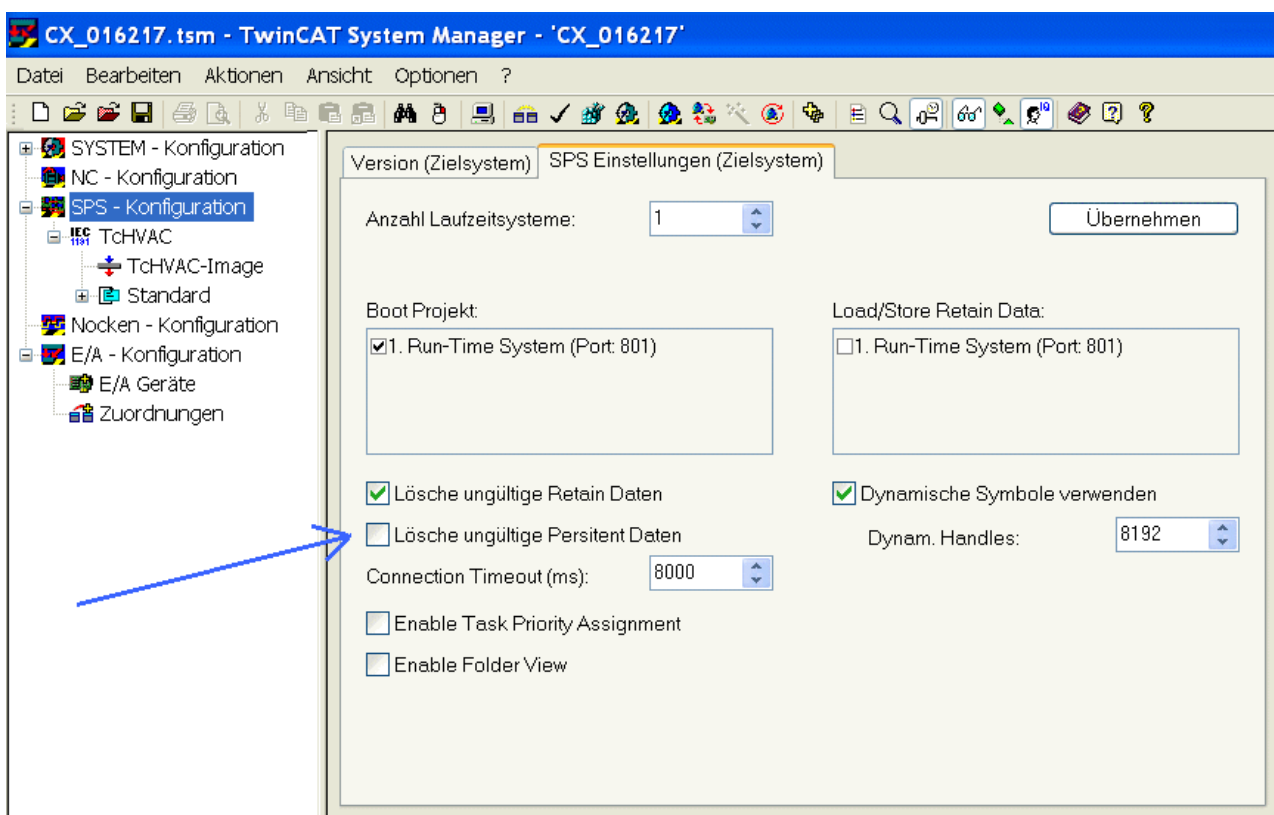 CX_016217.tsm - TwinCAT System Manager - 'CX_016217'
Datei Bearbeiten Aktionen Ansicht Optionen ?
SYSTEM - Konfiguration
NC - Konfiguration
SPS - Konfiguration
IEC 1131 TcHVAC
TcHVAC-Image
Standard
Nocken - Konfiguration
E/A - Konfiguration
E/A Geräte
Zuordnungen
Version (Zielsystem) SPS Einstellungen (Zielsystem)
Anzahl Laufzeitsysteme: 1 Übernehmen
Boot Projekt: Load/Store Retain Data:
1. Run-Time System (Port: 801) 1. Run-Time System (Port: 801)
Lösche ungültige Retain Daten Dynamische Symbole verwenden
Lösche ungültige Persitent Daten Dynam. Handles: 8192
Connection Timeout (ms): 8000
Enable Task Priority Assignment
Enable Folder View